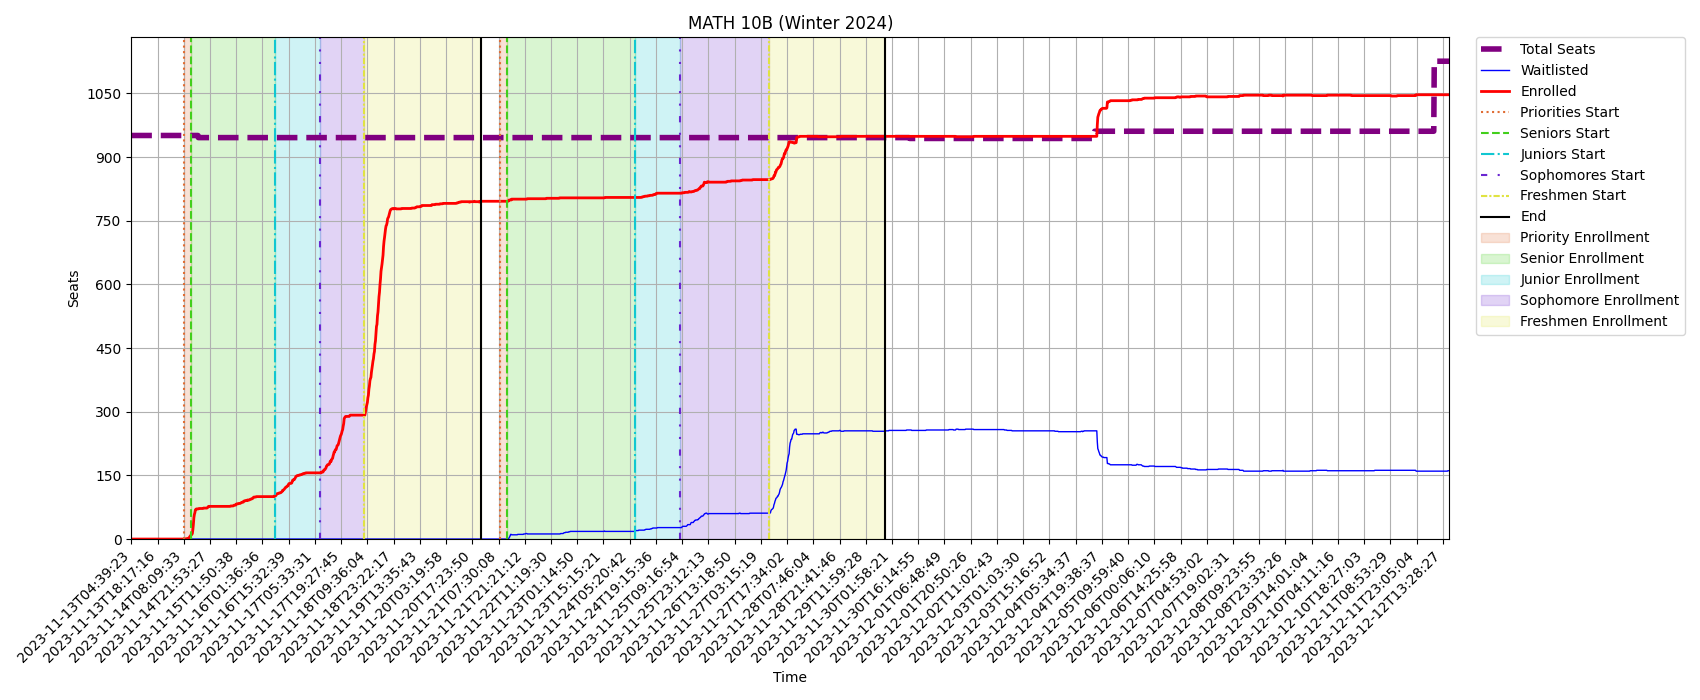 MATH 10B (Winter 2024)
Seats
1050
900
750
600
450
300
150
0
2023-11-13T04:39:23
2023-11-13T18:17:16
2023-11-14T08:09:33
2023-11-14T21:53:27
2023-11-15T11:50:38
2023-11-16T01:36:36
2023-11-16T15:32:39
2023-11-17T05:33:31
2023-11-17T19:27:45
2023-11-18T09:36:04
2023-11-18T23:22:17
2023-11-19T13:35:43
2023-11-20T03:19:58
2023-11-20T17:23:50
2023-11-21T07:30:08
2023-11-21T21:21:12
2023-11-22T11:19:30
2023-11-23T01:14:50
2023-11-23T15:15:21
2023-11-24T05:20:42
2023-11-24T19:15:36
2023-11-25T09:16:54
2023-11-25T23:12:13
2023-11-26T13:18:50
2023-11-27T03:15:19
2023-11-27T17:34:02
2023-11-28T07:46:04
2023-11-28T21:41:46
2023-11-29T11:59:28
2023-11-30T01:58:21
2023-11-30T16:14:55
2023-12-01T06:48:49
2023-12-01T20:50:26
2023-12-02T11:02:43
2023-12-03T01:03:30
2023-12-03T15:16:52
2023-12-04T05:34:37
2023-12-04T19:38:37
2023-12-05T09:59:40
2023-12-06T00:06:10
2023-12-06T14:25:58
2023-12-07T04:53:02
2023-12-07T19:02:31
2023-12-08T09:23:55
2023-12-08T23:33:26
2023-12-09T14:01:04
2023-12-10T04:11:16
2023-12-10T18:27:03
2023-12-11T08:53:29
2023-12-11T23:05:04
2023-12-12T13:28:27
Time
Total Seats
Waitlisted
Enrolled
Priorities Start
Seniors Start
Juniors Start
Sophomores Start
Freshmen Start
End
Priority Enrollment
Senior Enrollment
Junior Enrollment
Sophomore Enrollment
Freshmen Enrollment